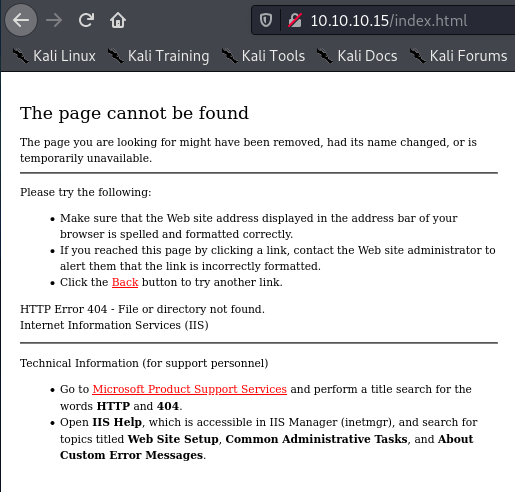 10.10.10.15/index.html
Kali Linux Kali Training Kali Tools Kali Docs Kali Forums
The page cannot be found
The page you are looking for might have been removed, had its name changed, or is
temporarily unavailable.
Please try the following:
• Make sure that the Web site address displayed in the address bar of your
browser is spelled and formatted correctly.
• If you reached this page by clicking a link, contact the Web site administrator to
alert them that the link is incorrectly formatted.
• Click the Back button to try another link.
HTTP Error 404 - File or directory not found.
Internet Information Services (IIS)
Technical Information (for support personnel)
• Go to Microsoft Product Support Services and perform a title search for the
words HTTP and 404.
• Open IIS Help, which is accessible in IIS Manager (inetmgr), and search for
topics titled Web Site Setup, Common Administrative Tasks, and About
Custom Error Messages.